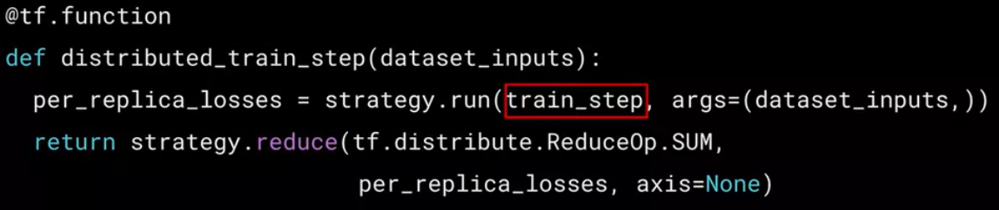 @tf.function
def distributed_train_step(dataset_inputs):
per_replica_losses = strategy.run(train_step, args=(dataset_inputs,))
return strategy.reduce(tf.distribute.ReduceOp.SUM,
per_replica_losses, axis=None)